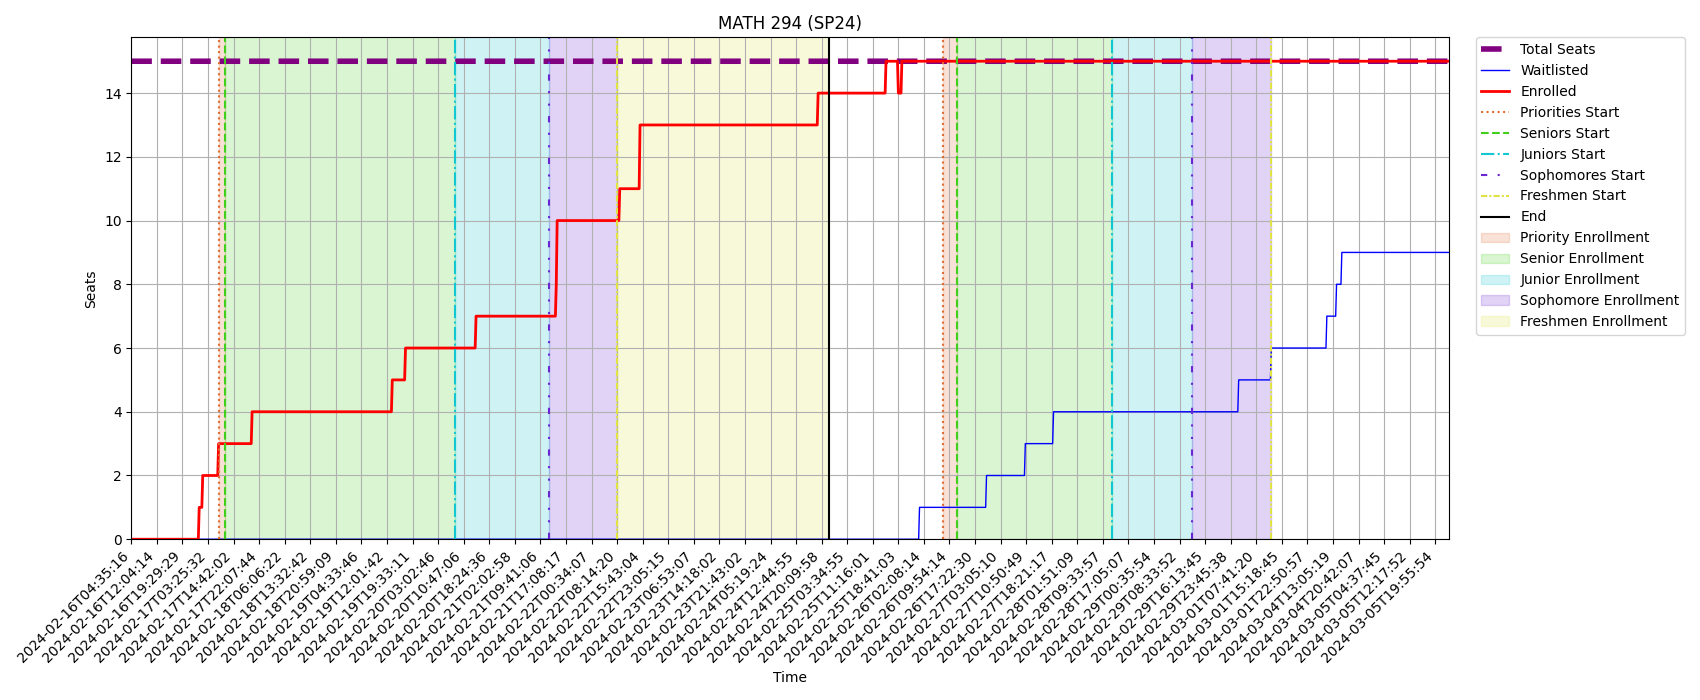 MATH 294 (SP24)
Seats
14
12
10
8
6
4
2
0
2024-02-16T04:35:16
2024-02-16T12:04:14
2024-02-16T19:29:29
2024-02-17T03:25:32
2024-02-17T14:42:02
2024-02-17T22:07:44
2024-02-18T06:06:22
2024-02-18T13:32:42
2024-02-18T20:59:09
2024-02-19T04:33:46
2024-02-19T12:01:42
2024-02-19T19:33:11
2024-02-20T03:02:46
2024-02-20T10:47:06
2024-02-20T18:24:36
2024-02-21T02:02:58
2024-02-21T09:41:06
2024-02-21T17:08:17
2024-02-22T00:34:07
2024-02-22T08:14:20
2024-02-22T15:43:04
2024-02-22T23:05:15
2024-02-23T06:53:07
2024-02-23T14:18:02
2024-02-23T21:43:02
2024-02-24T05:19:24
2024-02-24T12:44:55
2024-02-24T20:09:58
2024-02-25T03:34:55
2024-02-25T11:16:01
2024-02-25T18:41:03
2024-02-26T02:08:14
2024-02-26T09:54:14
2024-02-26T17:22:30
2024-02-27T03:05:10
2024-02-27T10:50:49
2024-02-27T18:21:17
2024-02-28T01:51:09
2024-02-28T09:33:57
2024-02-28T17:05:07
2024-02-29T00:35:54
2024-02-29T08:33:52
2024-02-29T16:13:45
2024-02-29T23:45:38
2024-03-01T07:41:20
2024-03-01T15:18:45
2024-03-01T22:50:57
2024-03-04T13:05:19
2024-03-04T20:42:07
2024-03-05T04:37:45
2024-03-05T12:17:52
2024-03-05T19:55:54
Time
Total Seats
Waitlisted
Enrolled
Priorities Start
Seniors Start
Juniors Start
Sophomores Start
Freshmen Start
End
Priority Enrollment
Senior Enrollment
Junior Enrollment
Sophomore Enrollment
Freshmen Enrollment